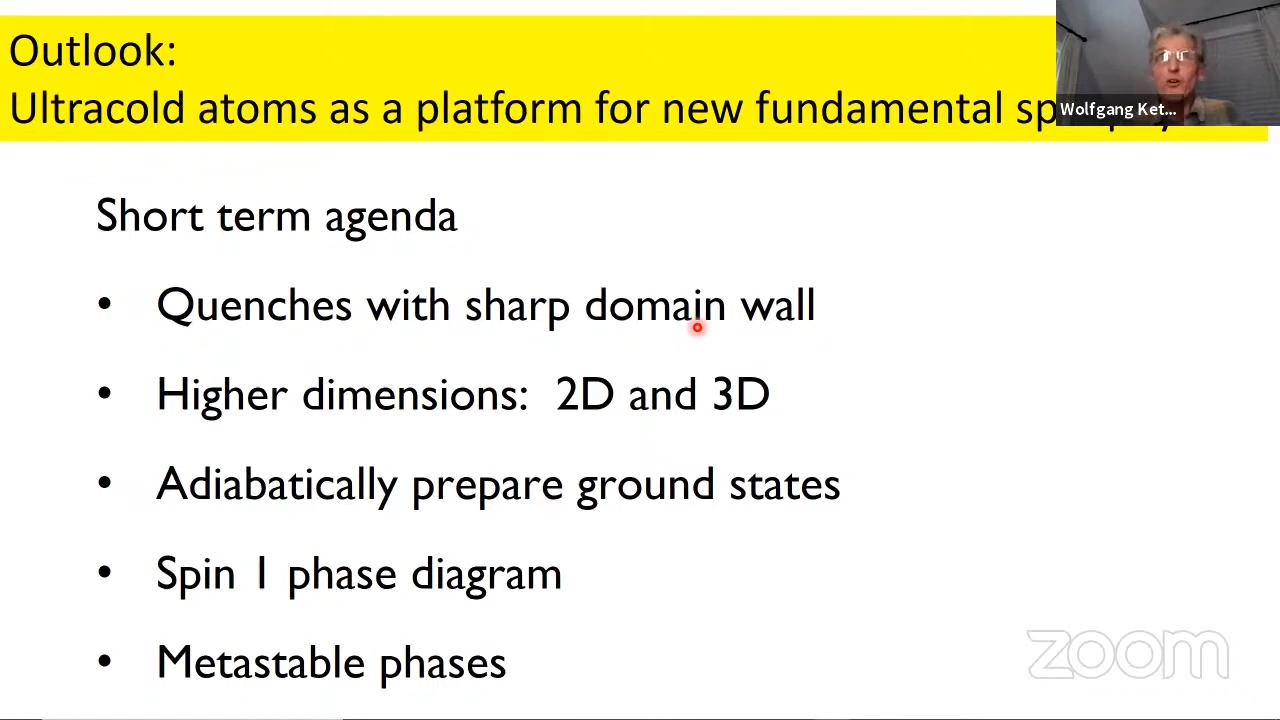 Outlook:
Ultracold atoms as a platform for new fundamental
Wolfgang Ket...
Short term agenda
• Quenches with sharp domain wall
• Higher dimensions: 2D and 3D
• Adiabatically prepare ground states
• Spin 1 phase diagram
• Metastable phases
zoom